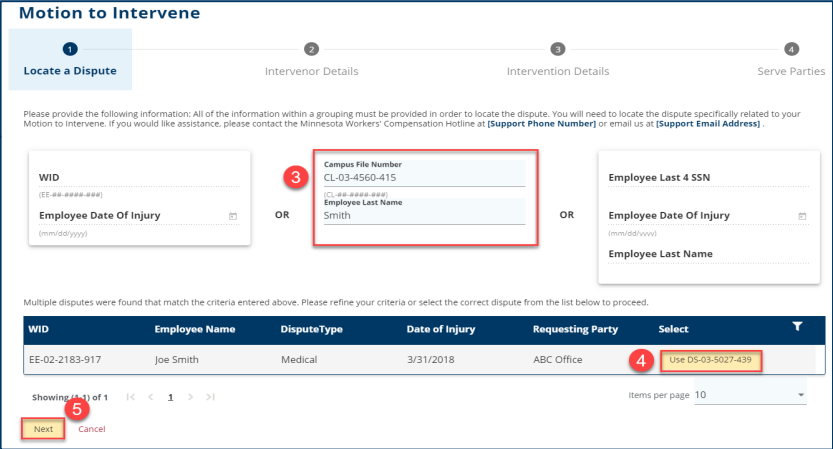 Motion to Intervene
1 2 3 4
Locate a Dispute Intervenor Details Intervention Details Serve Parties
Please provide the following information: All of the information within a grouping must be provided in order to locate the dispute. You will need to locate the dispute specifically related to your
Motion to Intervene. If you would like assistance, please contact the Minnesota Workers' Compensation Hotline at [Support Phone Number] or email us at [Support Email Address] .
WID
(EE-##-####-###)
Employee Date Of Injury
(mm/dd/yyyy)
OR
3
Campus File Number
CL-03-4560-415
(CL-##-####-###)
Employee Last Name
Smith
OR
Employee Last 4 SSN
Employee Date Of Injury
(mm/dd/yyyy)
Employee Last Name
Multiple disputes were found that match the criteria entered above. Please refine your criteria or select the correct dispute from the list below to proceed.
WID Employee Name DisputeType Date of Injury Requesting Party Select
EE-02-2183-917 Joe Smith Medical 3/31/2018 ABC Office 4 Use DS-03-5027-439
Showing (1-1) of 1 |< < 1 > >| Items per page 10
5
Next Cancel